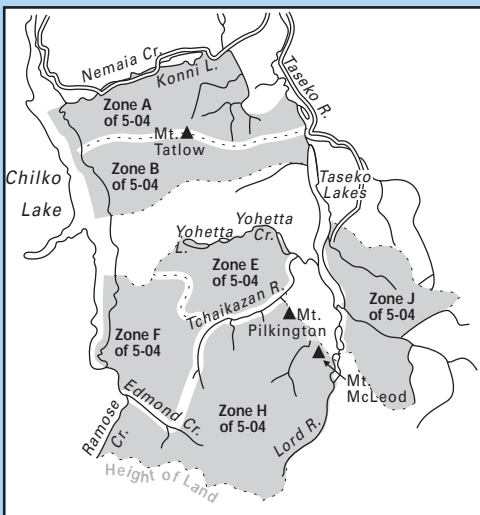 Nemaia Cr.
Konni L.
Taseko R.
Zone A
of 5-04
Mt.
Tatlow
Zone B
of 5-04
Chilko
Lake
Taseko
Lakes
Yohetta
L.
Yohetta
Cr.
Zone E
of 5-04
Tchaikazan R.
Zone J
of 5-04
Mt.
Pilkington
Zone F
of 5-04
Mt.
McLeod
Edmond Cr.
Ramose
Cr.
Zone H
of 5-04
Lord R.
Height of Land